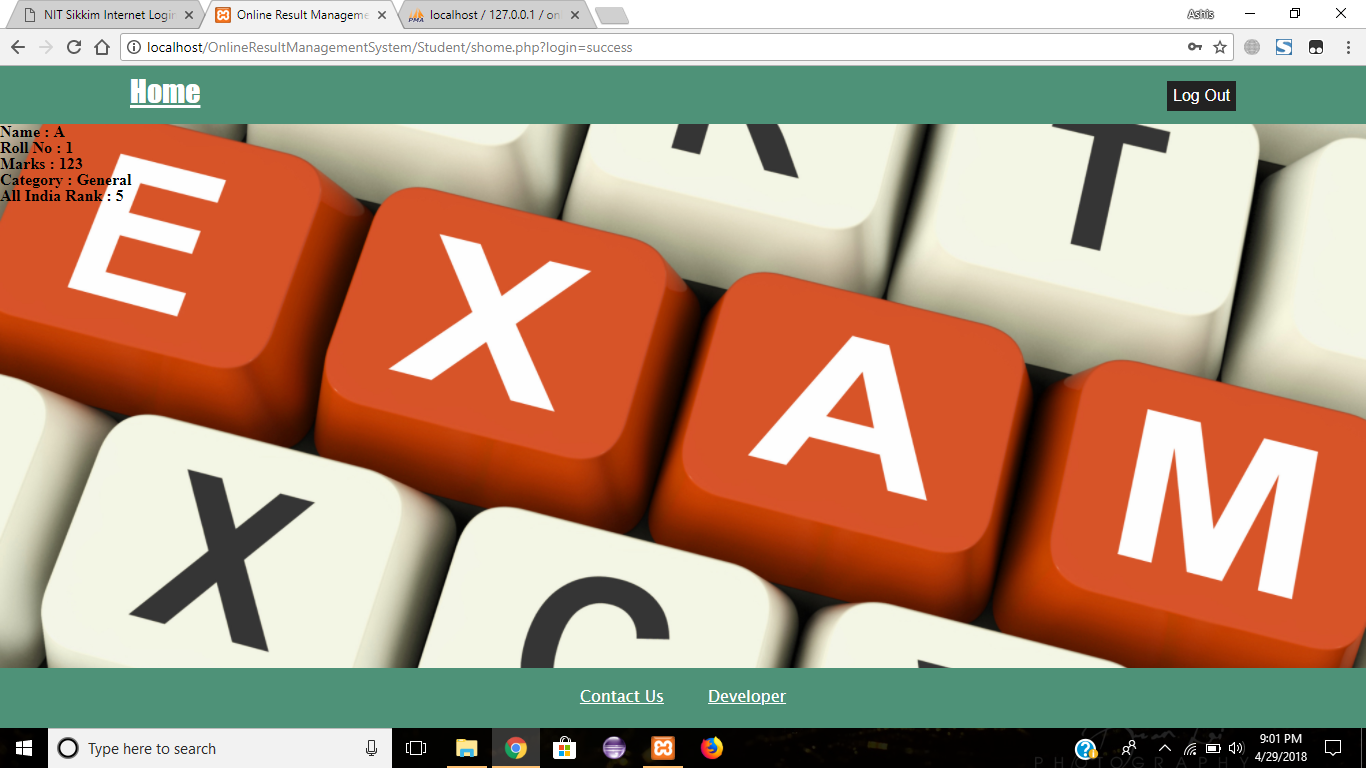 NIT Sikkim Internet Login
Online Result Manageme
localhost / 127.0.0.1 / on
Ashis
localhost/OnlineResultManagementSystem/Student/shome.php?login=success
Home
Log Out
Name : A
Roll No : 1
Marks : 123
Category : General
All India Rank : 5
T
E X A M
X C
Contact Us Developer
Type here to search
9:01 PM
4/29/2018
PHOTOGRAPHY